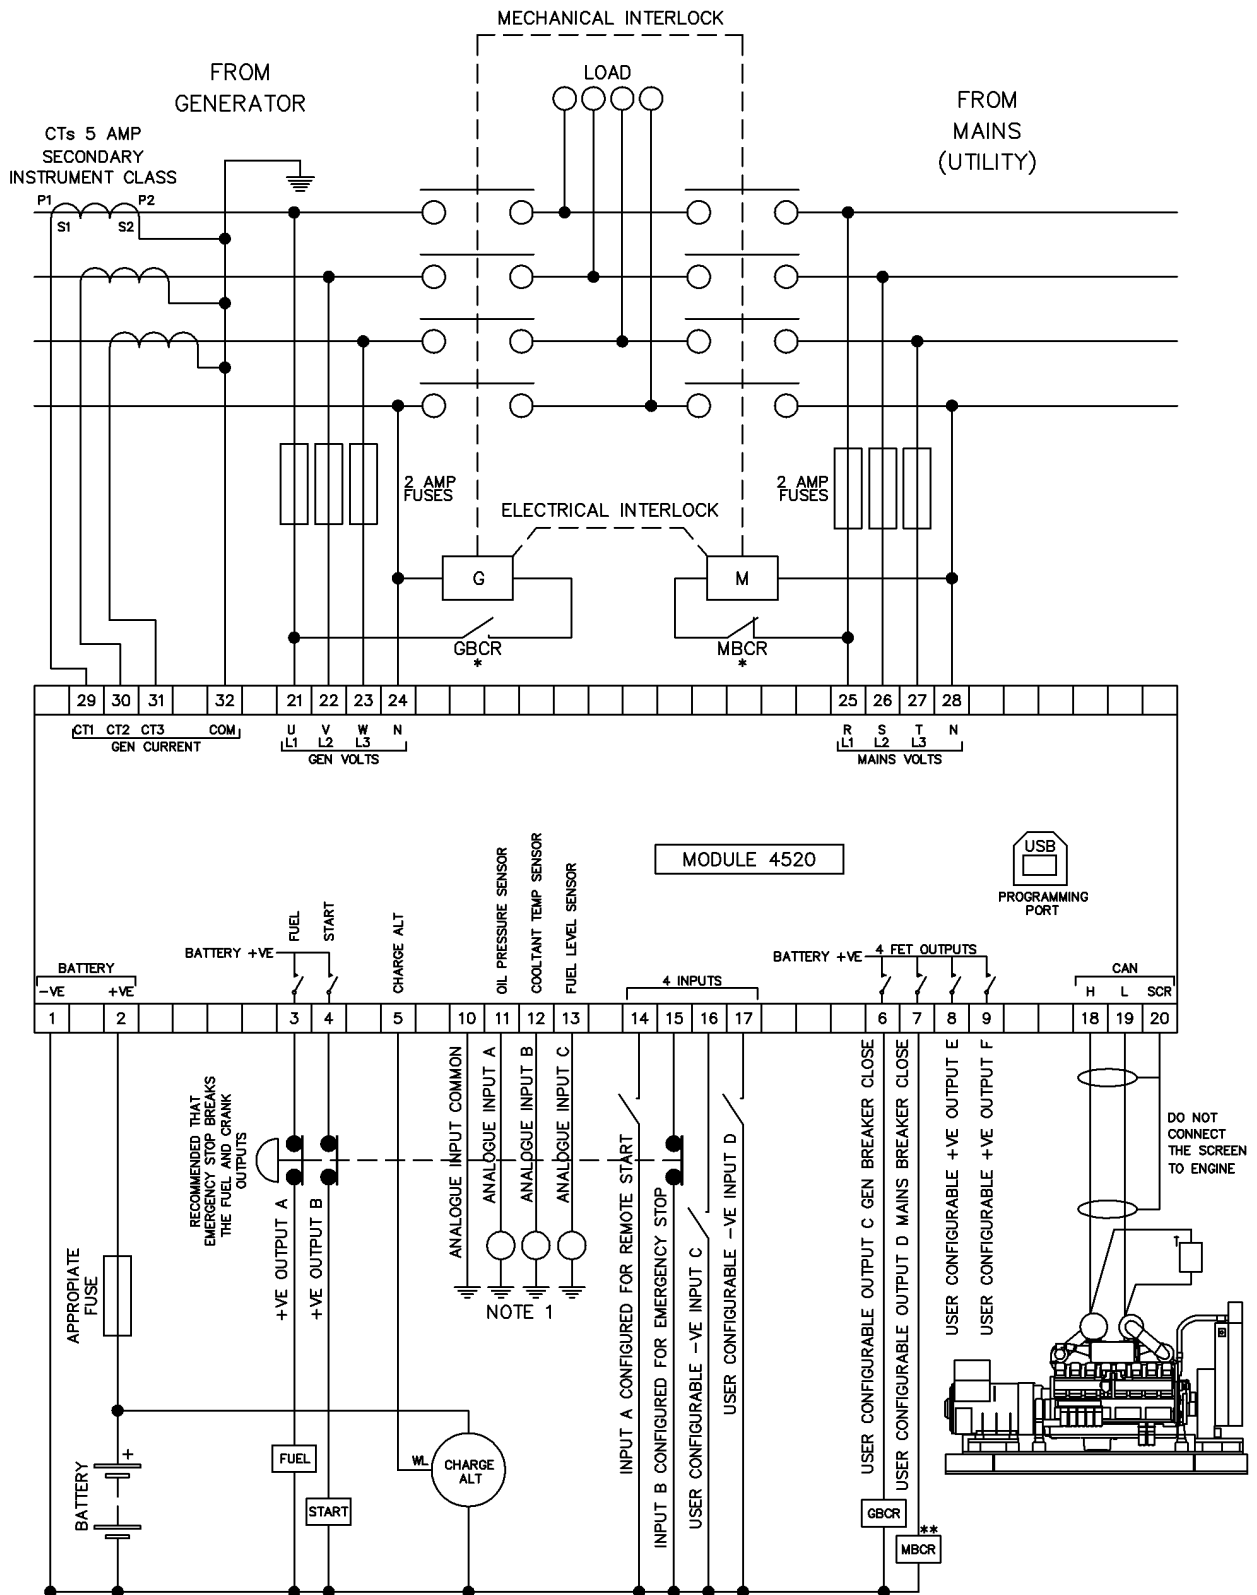 MECHANICAL INTERLOCK
FROM
GENERATOR
LOAD
FROM
MAINS
(UTILITY)
CTs 5 AMP
SECONDARY
INSTRUMENT CLASS
P1
P2
S1
S2
2 AMP
FUSES
2 AMP
FUSES
ELECTRICAL INTERLOCK
G
M
GBCR
*
MBCR
*
29 30 31 32 21 22 23 24 25 26 27 28
CT1 CT2 CT3 COM
GEN CURRENT
U V W N
L1 L2 L3
GEN VOLTS
R S T N
L1 L2 L3
MAINS VOLTS
MODULE 4520
USB
PROGRAMMING
PORT
BATTERY
-VE +VE
BATTERY +VE
FUEL
START
CHARGE ALT
OIL PRESSURE SENSOR
COOLTANT TEMP SENSOR
FUEL LEVEL SENSOR
4 INPUTS
BATTERY +VE
4 FET OUTPUTS
CAN
H L SCR
1 2 3 4 5 10 11 12 13 14 15 16 17 6 7 8 9 18 19 20
RECOMMENDED THAT
EMERGENCY STOP BREAKS
THE FUEL AND CRANK
OUTPUTS
APPROPIATE
FUSE
BATTERY
+
+VE OUTPUT A
+VE OUTPUT B
FUEL
START
WL
CHARGE
ALT
ANALOGUE INPUT COMMON
ANALOGUE INPUT A
ANALOGUE INPUT B
ANALOGUE INPUT C
NOTE 1
INPUT A CONFIGURED FOR REMOTE START
INPUT B CONFIGURED FOR EMERGENCY STOP
USER CONFIGURABLE -VE INPUT C
USER CONFIGURABLE -VE INPUT D
USER CONFIGURABLE OUTPUT C GEN BREAKER CLOSE
USER CONFIGURABLE OUTPUT D MAINS BREAKER CLOSE
USER CONFIGURABLE +VE OUTPUT E
USER CONFIGURABLE +VE OUTPUT F
GBCR
**
MBCR
DO NOT
CONNECT
THE SCREEN
TO ENGINE
T